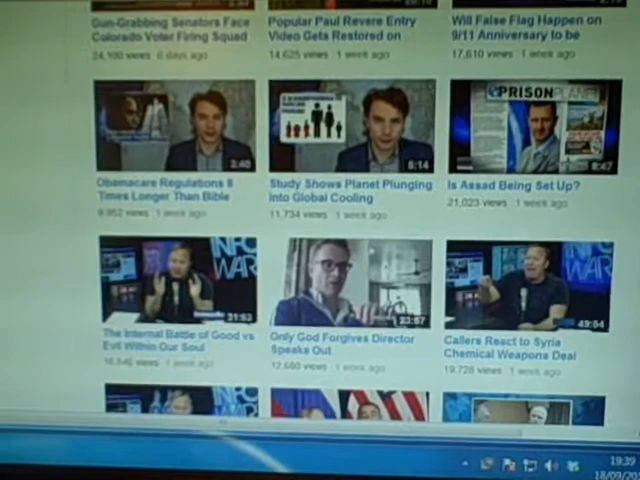 Gun-Grabbing Senators Face
Colorado Voter Firing Squad
24,100 views 6 days ago
Popular Paul Revere Entry
Video Gets Restored on
14,625 views 1 week ago
Will False Flag Happen on
9/11 Anniversary to be
17,610 views 1 week ago
3:40
8:14
PRISONPLANET
8:47
Obamacare Regulations 8
Times Longer Than Bible
9,952 views 1 week ago
Study Shows Planet Plunging
into Global Cooling
11,734 views 1 week ago
Is Assad Being Set Up?
21,023 views 1 week ago
INFO
WAR
31:53
23:57
INFO
WAR
49:54
The Internal Battle of Good vs
Evil Within Our Soul
16,846 views 1 week ago
Only God Forgives Director
Speaks Out
12,680 views 1 week ago
Callers React to Syria
Chemical Weapons Deal
19,728 views 1 week ago
19:39
18/09/20